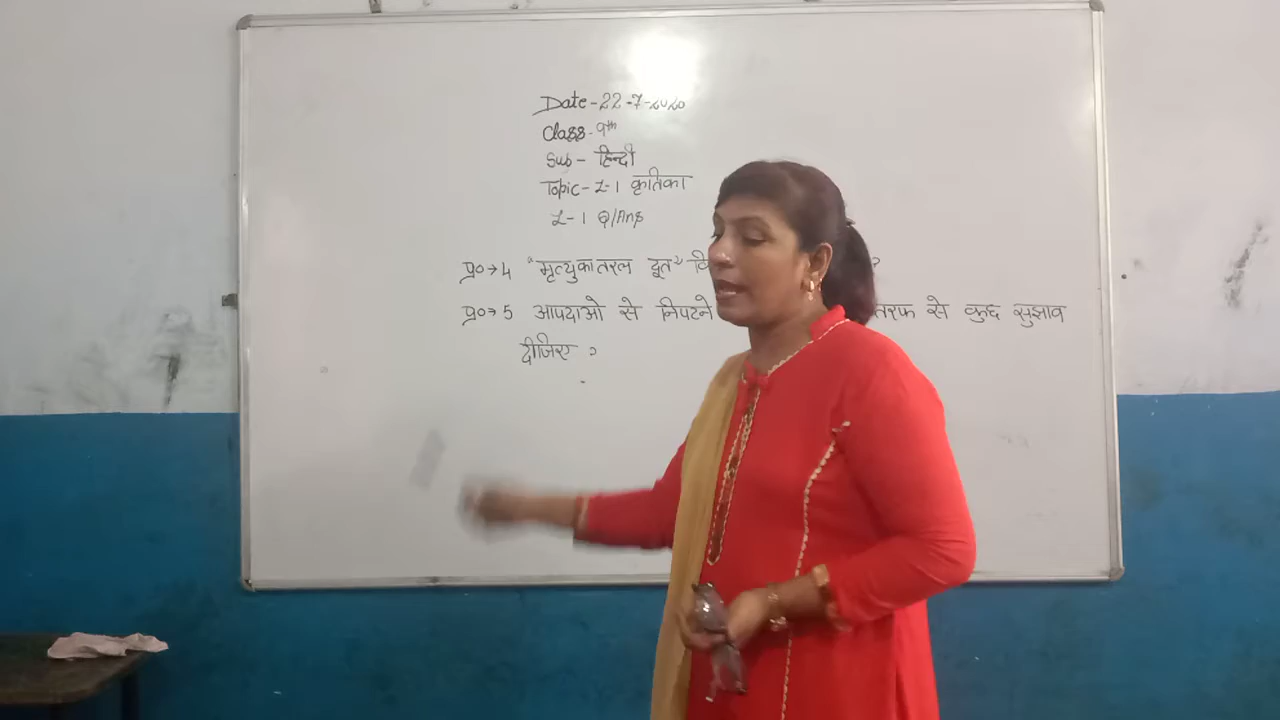 Date-22-7-2020
Class-9th
Sub- हिन्दी
Topic-L-1 कृतिका
L-1 Q/Ans
प्र०→4 "मृत्यु का तरल दूत"
प्र०→5 आपदाओ से निपटने तरफ से कुछ सुझाव
दीजिए ?